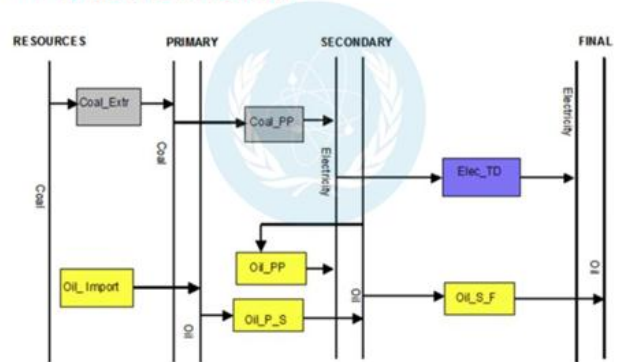 RESOURCES PRIMARY SECONDARY FINAL
Coal_Extr
Coal_PP
Electricity
Coal
Electricity
Elec_TD
Coal
Oil_PP
Oil
Oil_Import
Oil
Oil_S_F
Oil
Oil_P_S